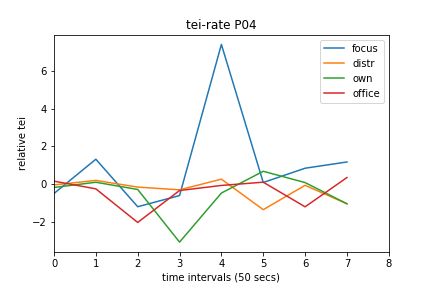 tei-rate P04
focus
distr
own
office
relative tei
6
4
2
0
−2
0 1 2 3 4 5 6 7 8
time intervals (50 secs)